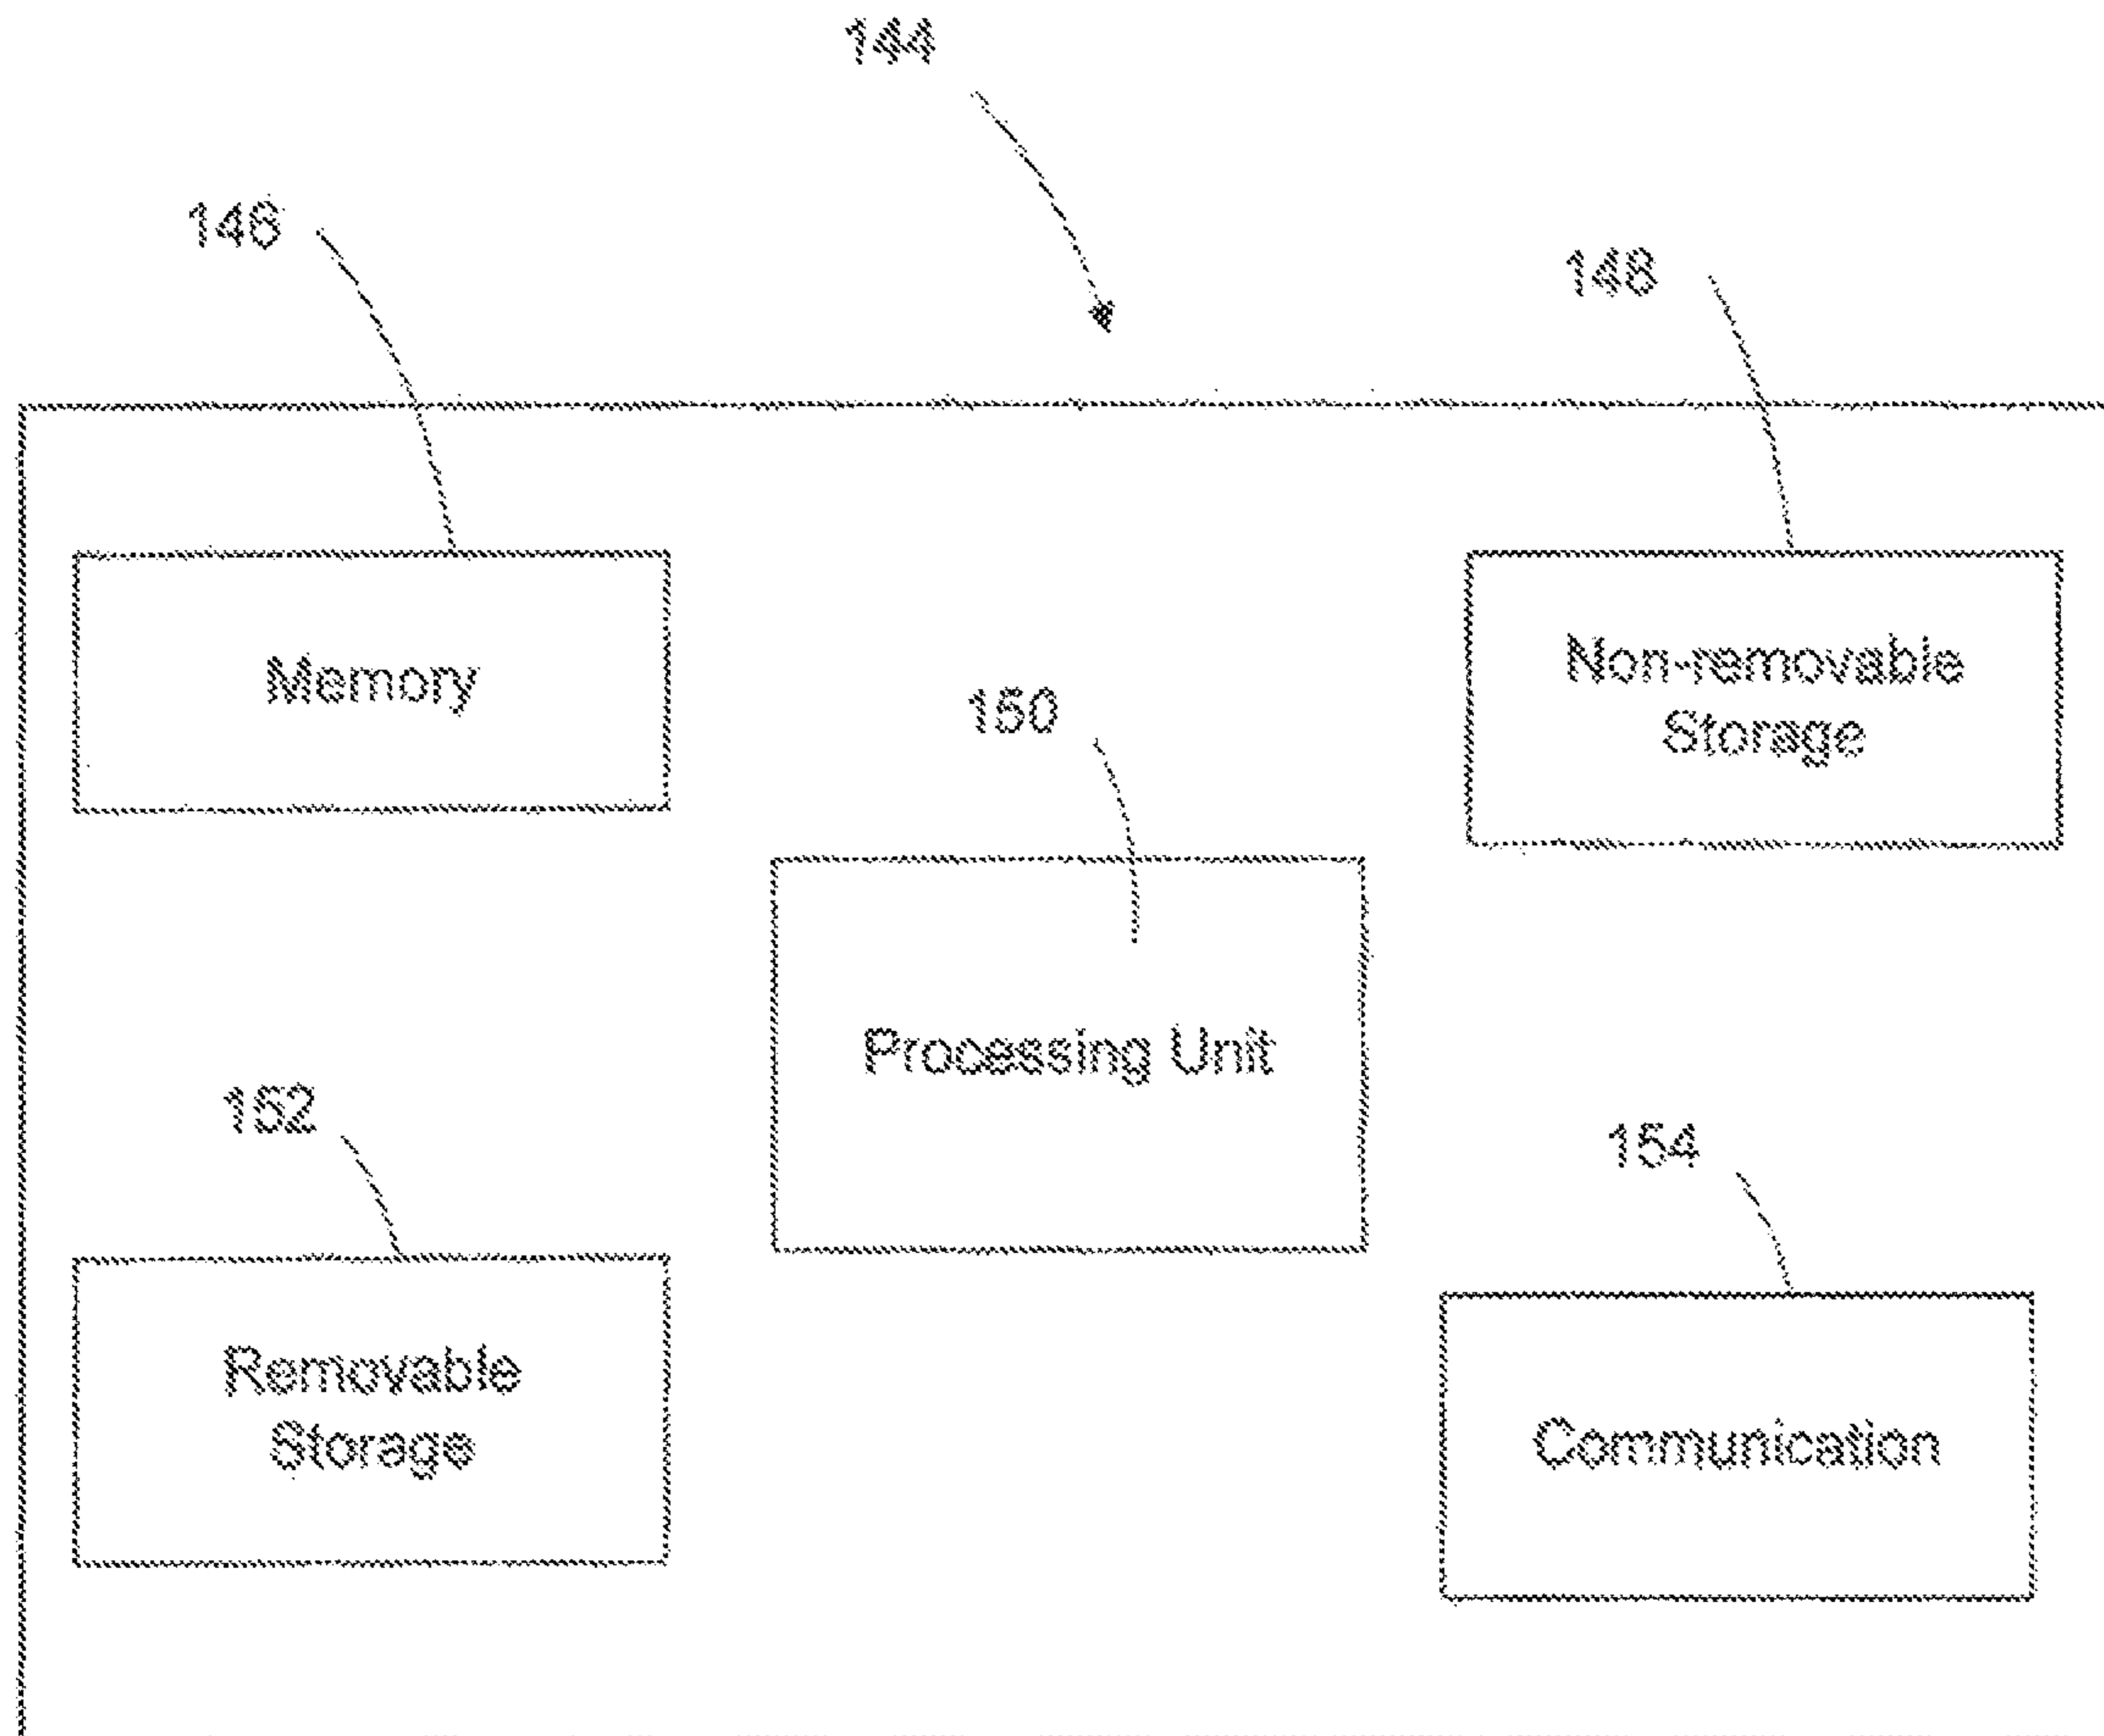 144
146
148
Memory
Non-removable
Storage
150
Processing Unit
152
154
Removable
Storage
Communication